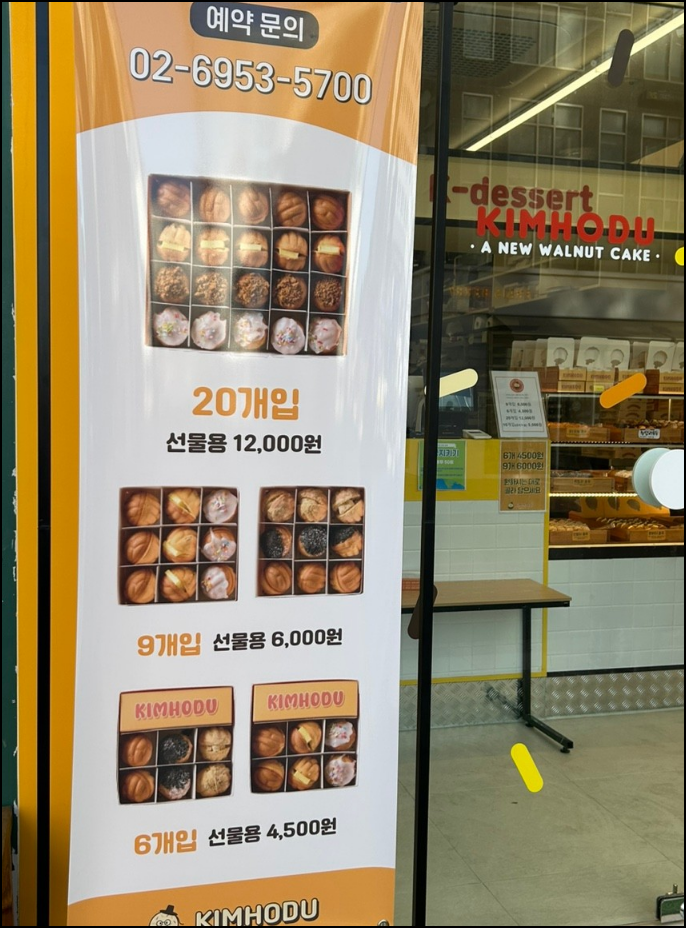 예약 문의
02-6953-5700
20개입
선물용 12,000원
9개입 선물용 6,000원
KIMHODU KIMHODU
6개입 선물용 4,500원
KIMHODU
K-dessert
KIMHODU
· A NEW WALNUT CAKE ·
6개 4500원
9개 6000원